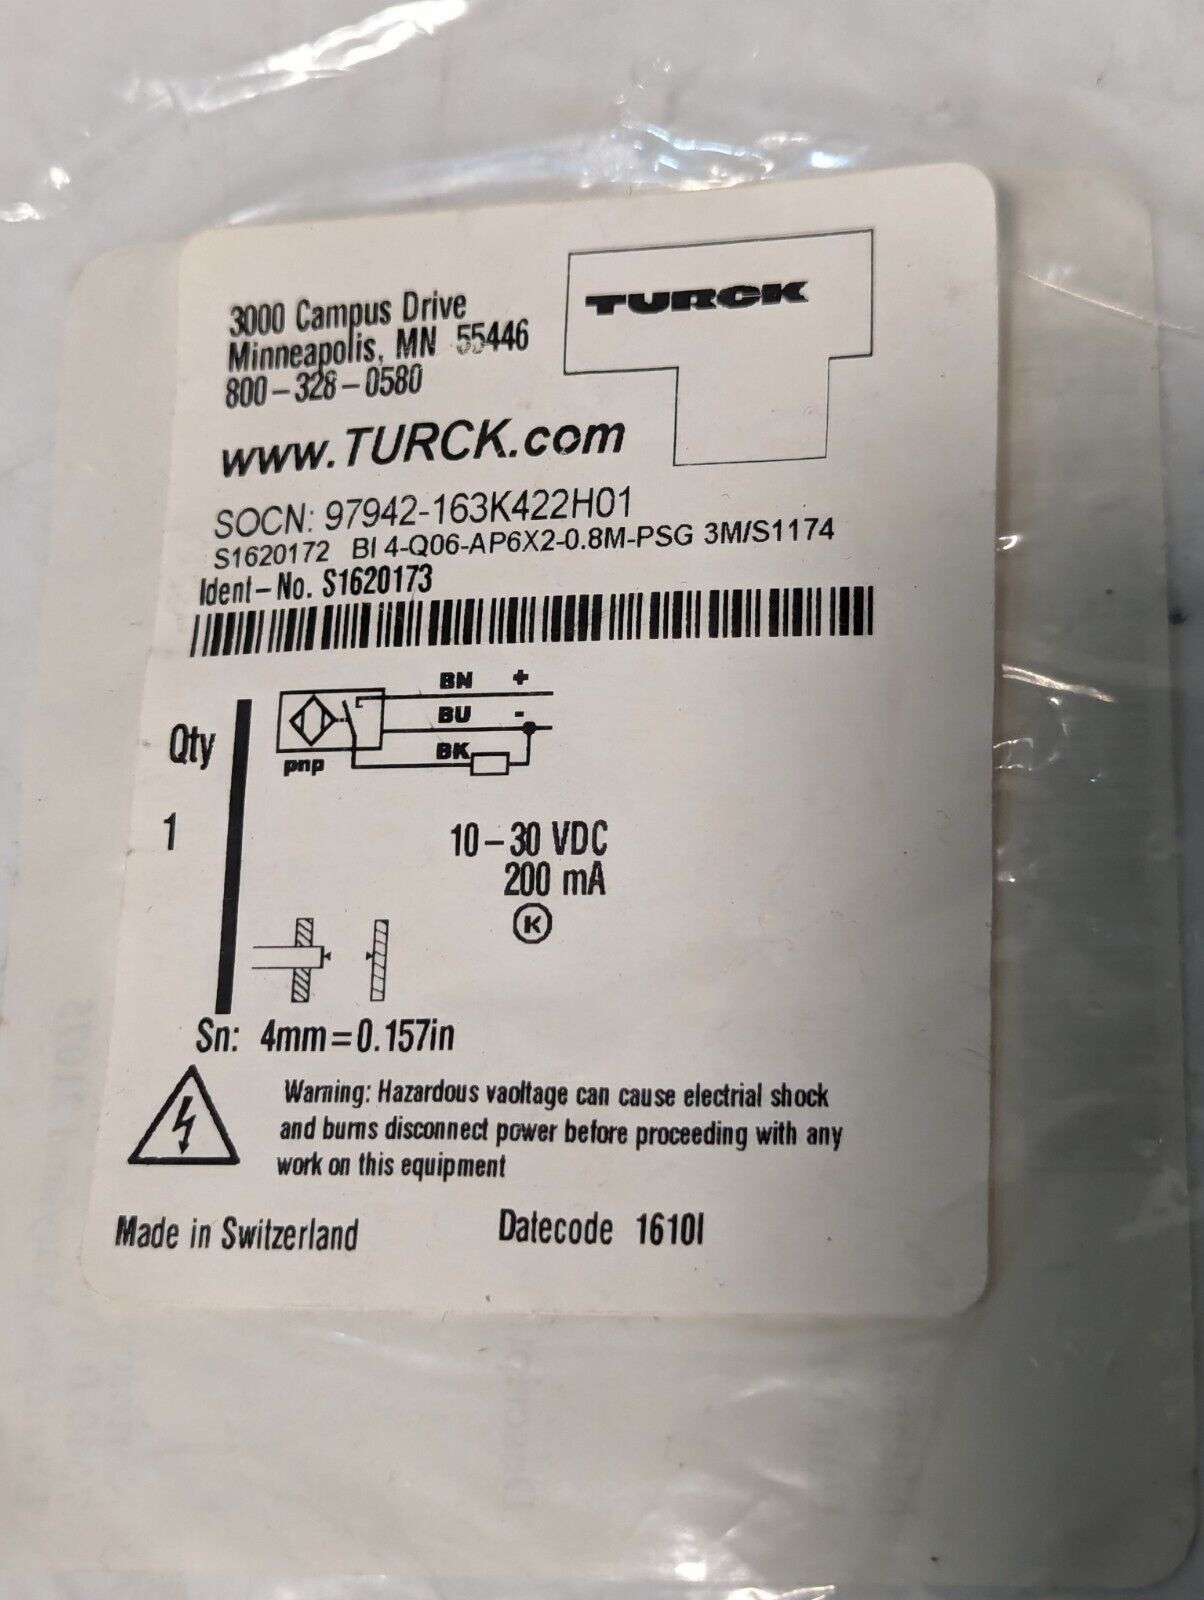 3000 Campus Drive
Minneapolis, MN 55446
800-328-0580
TURCK
www.TURCK.com
SOCN: 97942-163K422H01
S1620172 BI 4-Q06-AP6X2-0.8M-PSG 3M/S1174
Ident-No. S1620173
BN +
BU -
BK
pnp
Qty
1
10-30 VDC
200 mA
K
Sn: 4mm=0.157in
Warning: Hazardous vaoltage can cause electrial shock
and burns disconnect power before proceeding with any
work on this equipment
Made in Switzerland Datecode 1610I